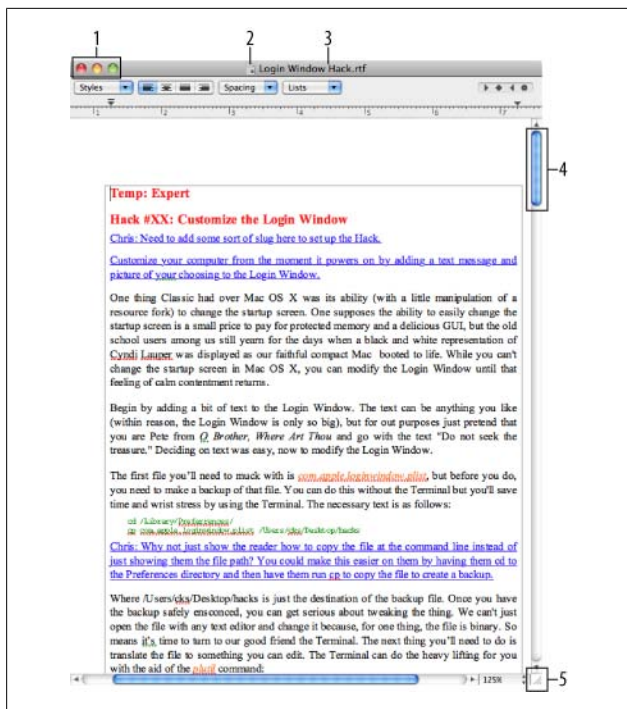 1
2
3
Login Window Hack.rtf
Styles
Spacing
Lists
1 2 3 4 5 6 7
4
Temp: Expert
Hack #XX: Customize the Login Window
Chris: Need to add some sort of slug here to set up the Hack.
Customize your computer from the moment it powers on by adding a text message and
picture of your choosing to the Login Window.
One thing Classic had over Mac OS X was its ability (with a little manipulation of a
resource fork) to change the startup screen. One supposes the ability to easily change the
startup screen is a small price to pay for protected memory and a delicious GUI, but the old
school users among us still yearn for the days when a black and white representation of
Cyndi Lauper was displayed as our faithful compact Mac booted to life. While you can't
change the startup screen in Mac OS X, you can modify the Login Window until that
feeling of calm contentment returns.
Begin by adding a bit of text to the Login Window. The text can be anything you like
(within reason, the Login Window is only so big), but for out purposes just pretend that
you are Pete from O Brother, Where Art Thou and go with the text "Do not seek the
treasure." Deciding on text was easy, now to modify the Login Window.
The first file you'll need to muck with is com.apple.loginwindow.plist, but before you do,
you need to make a backup of that file. You can do this without the Terminal but you'll save
time and wrist stress by using the Terminal. The necessary text is as follows:
cd /Library/Preferences/
cp com.apple.loginwindow.plist /Users/cks/Desktop/hacks
Chris: Why not just show the reader how to copy the file at the command line instead of
just showing them the file path? You could make this easier on them by having them cd to
the Preferences directory and then have them run cp to copy the file to create a backup.
Where /Users/cks/Desktop/hacks is just the destination of the backup file. Once you have
the backup safely ensconced, you can get serious about tweaking the thing. We can't just
open the file with any text editor and change it because, for one thing, the file is binary. So
means it's time to turn to our good friend the Terminal. The next thing you'll need to do is
translate the file to something you can edit. The Terminal can do the heavy lifting for you
with the aid of the plutil command:
125%
5